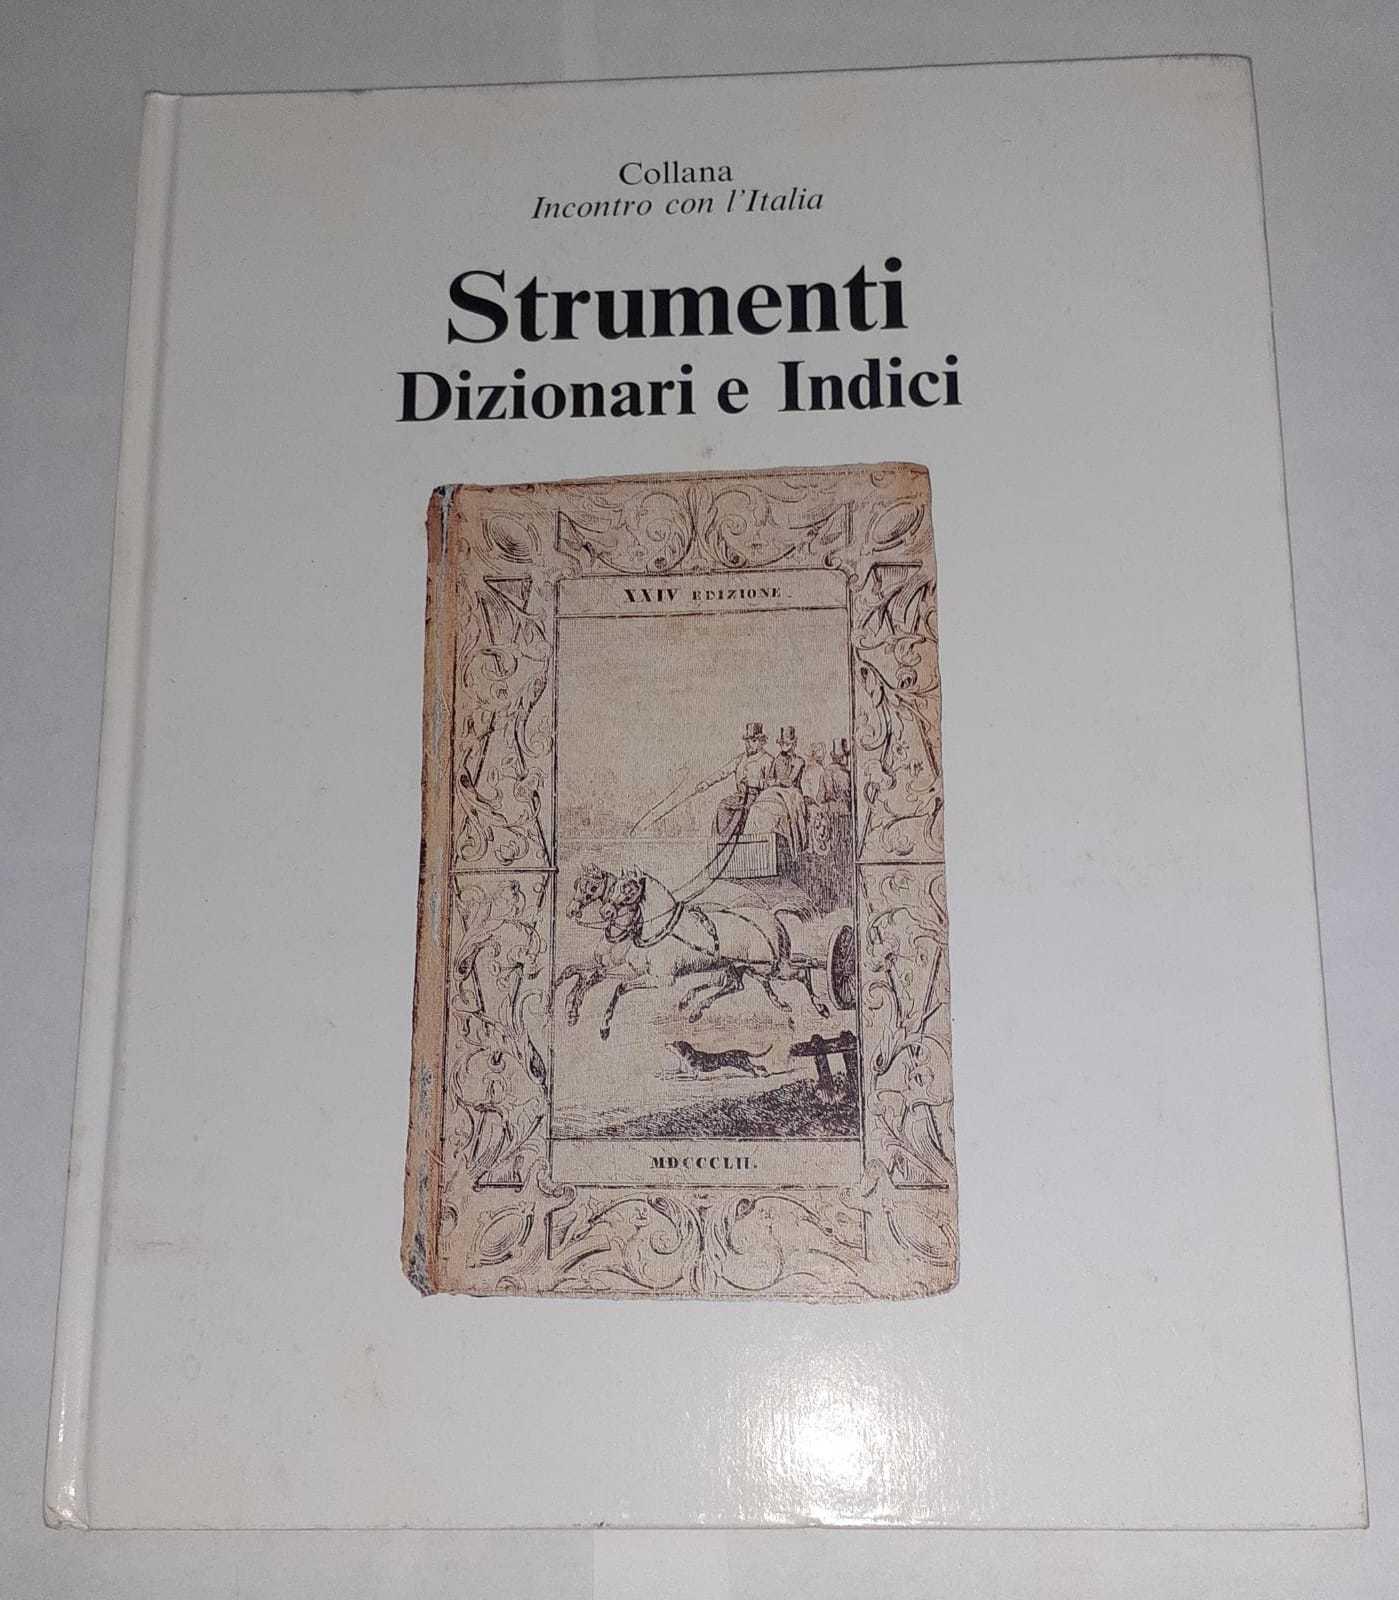 Collana
Incontro con l'Italia
Strumenti
Dizionari e Indici
XXIV EDIZIONE.
MDCCCLII.